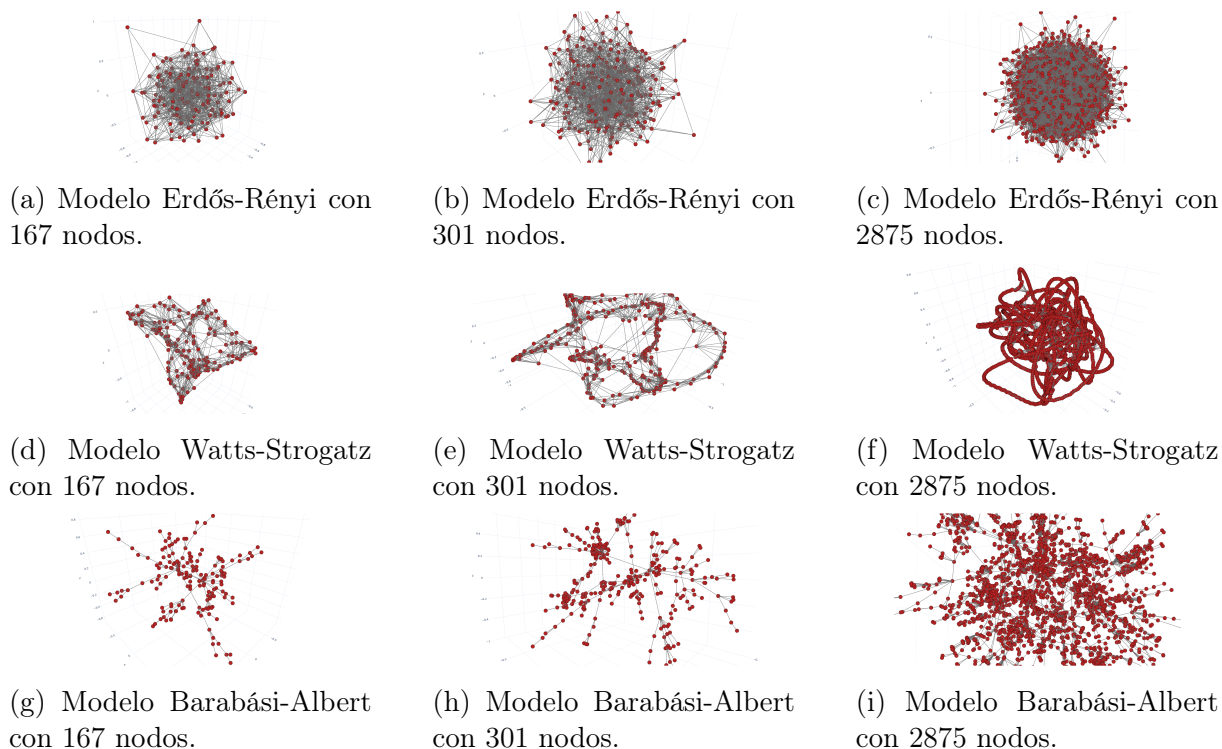 (a) Modelo Erdős-Rényi con
167 nodos.
(b) Modelo Erdős-Rényi con
301 nodos.
(c) Modelo Erdős-Rényi con
2875 nodos.
(d) Modelo Watts-Strogatz
con 167 nodos.
(e) Modelo Watts-Strogatz
con 301 nodos.
(f) Modelo Watts-Strogatz
con 2875 nodos.
(g) Modelo Barabási-Albert
con 167 nodos.
(h) Modelo Barabási-Albert
con 301 nodos.
(i) Modelo Barabási-Albert
con 2875 nodos.